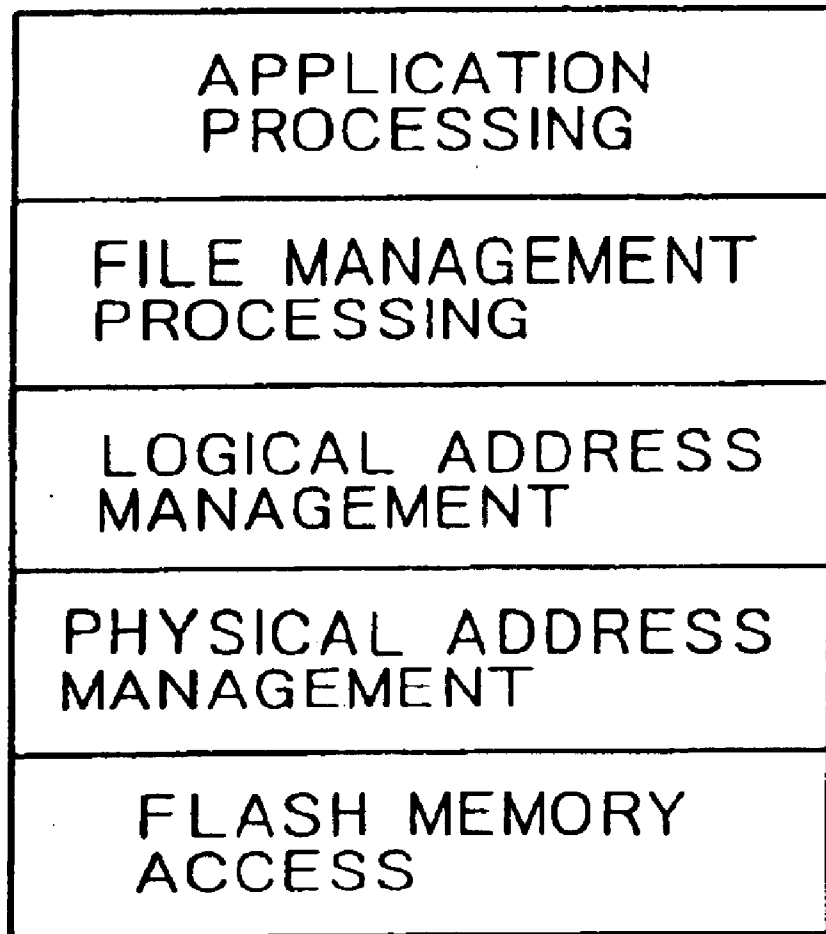 APPLICATION
PROCESSING
FILE MANAGEMENT
PROCESSING
LOGICAL ADDRESS
MANAGEMENT
PHYSICAL ADDRESS
MANAGEMENT
FLASH MEMORY
ACCESS